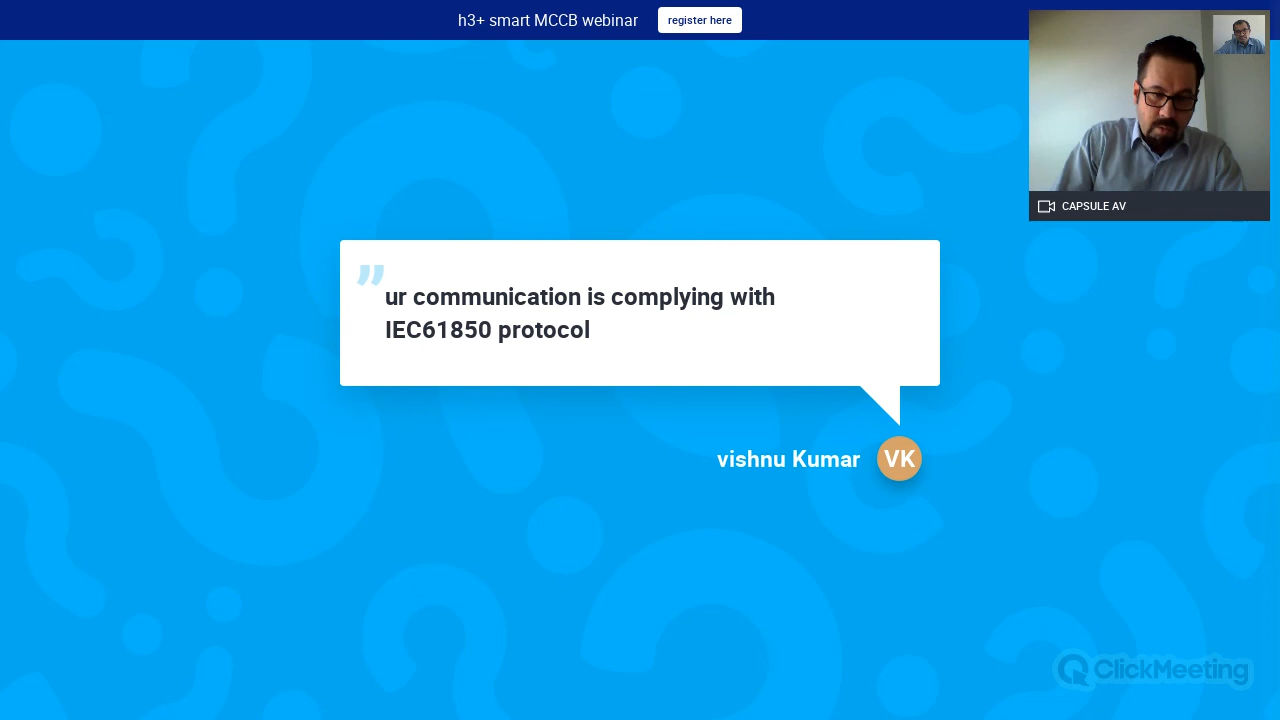 h3+ smart MCCB webinar
register here
CAPSULE AV
” ur communication is complying with
IEC61850 protocol
vishnu Kumar
VK
ClickMeeting